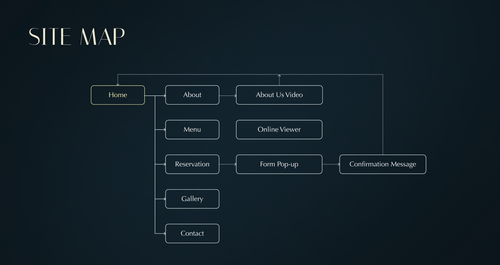 SITE MAP
Home
About
About Us Video
Menu
Online Viewer
Reservation
Form Pop-up
Confirmation Message
Gallery
Contact